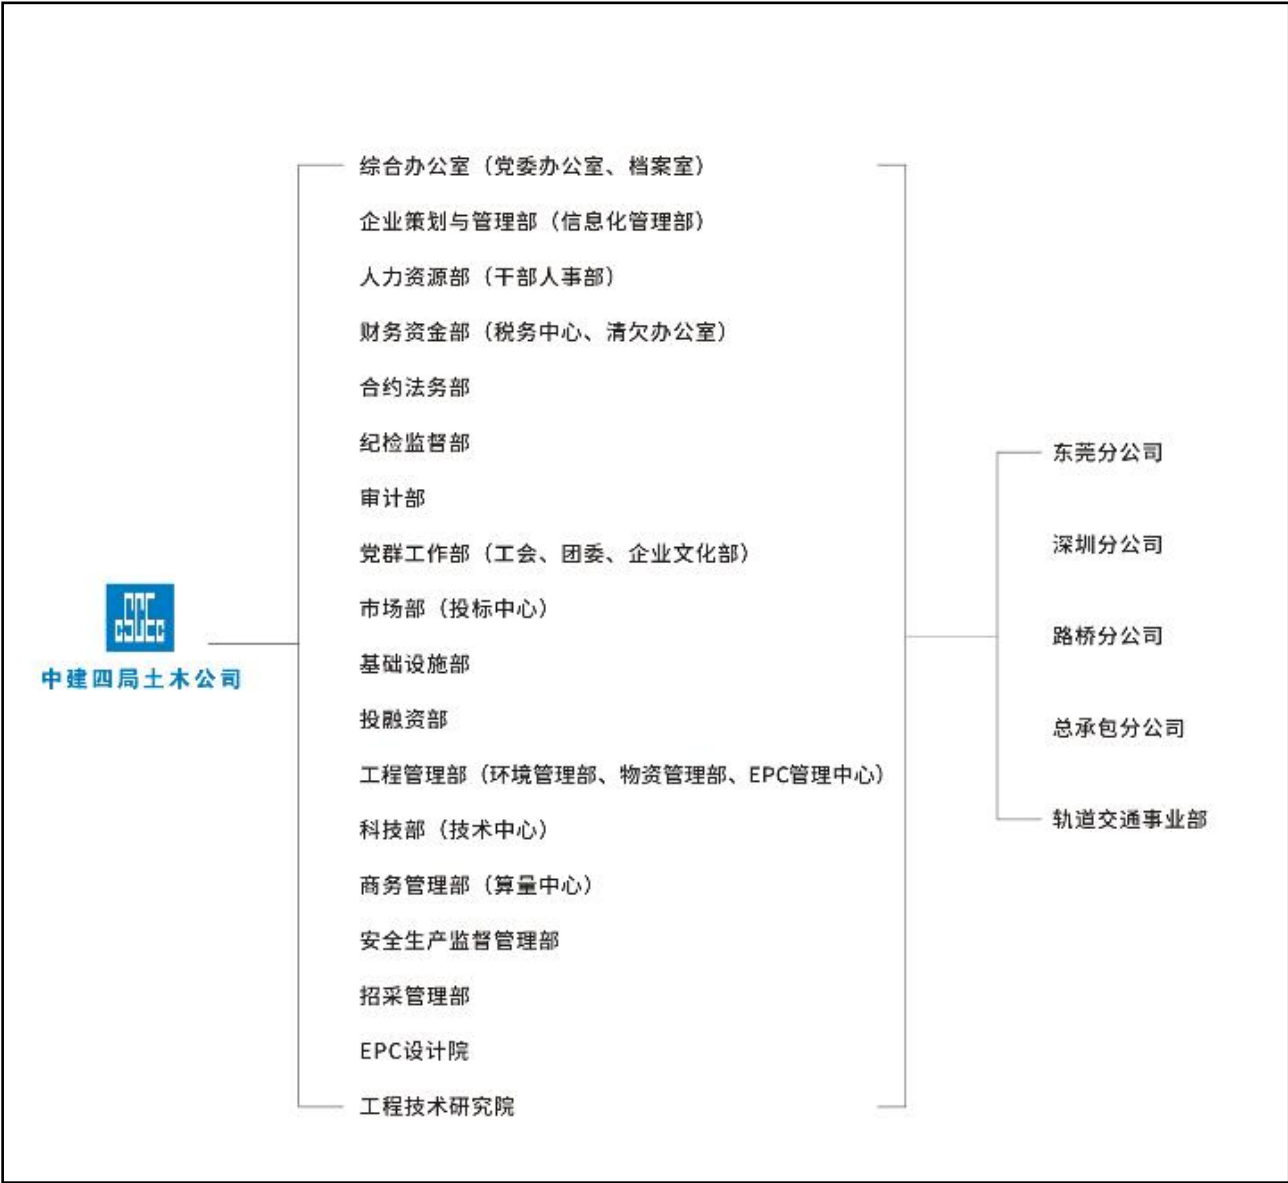 综合办公室（党委办公室、档案室）
企业策划与管理部（信息化管理部）
人力资源部（干部人事部）
财务资金部（税务中心、清欠办公室）
合约法务部
纪检监督部
审计部
党群工作部（工会、团委、企业文化部）
市场部（投标中心）
基础设施部
投融资部
工程管理部（环境管理部、物资管理部、EPC管理中心）
科技部（技术中心）
商务管理部（算量中心）
安全生产监督管理部
招采管理部
EPC设计院
工程技术研究院
CSCEC
中建四局土木公司
东莞分公司
深圳分公司
路桥分公司
总承包分公司
轨道交通事业部